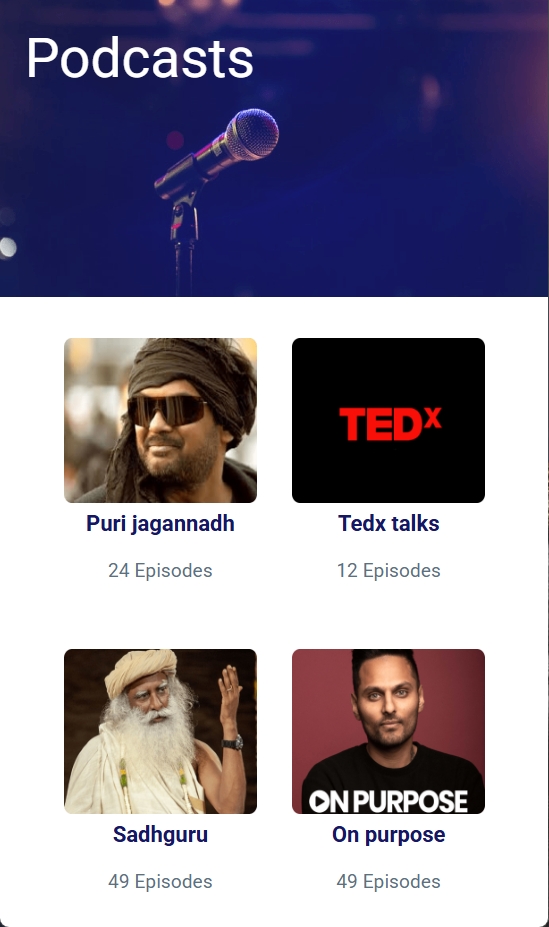 Podcasts
TEDx
Puri jagannadh
Tedx talks
24 Episodes
12 Episodes
ON PURPOSE
Sadhguru
On purpose
49 Episodes
49 Episodes